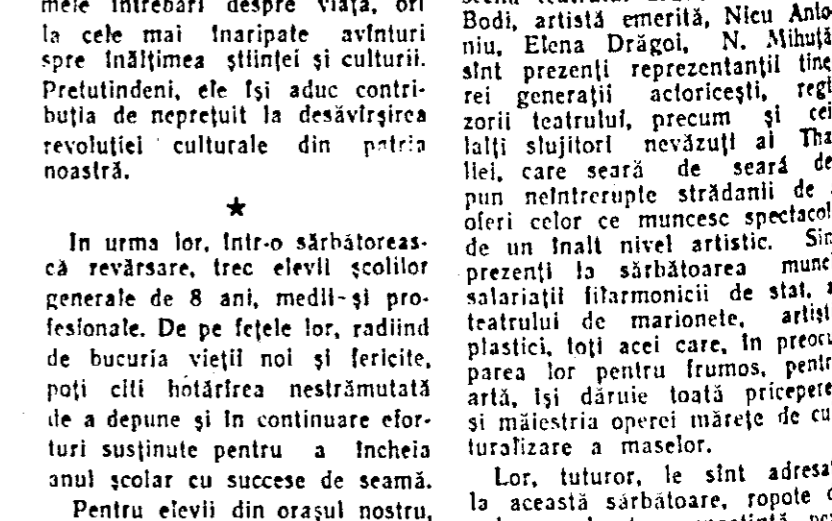 mele întrebări despre viață, ori
la cele mai înaripate avînturi
spre înălțimea științei și culturii.
Pretutindeni, ele își aduc contri-
buția de neprețuit la desăvîrșirea
revoluției culturale din patria
noastră.
★
In urma lor, într-o sărbătoreas-
că revărsare, trec elevii școlilor
generale de 8 ani, medii-și pro-
fesionale. De pe fețele lor, radiind
de bucuria vieții noi și fericite,
poți citi hotărîrea nestrămutată
de a depune și în continuare efor-
turi susținute pentru a încheia
anul școlar cu succese de seamă.
Pentru elevii din orașul nostru,
Bodi, artistă emerită, Nicu Anto-
niu, Elena Drăgoi, N. Mihuță
sînt prezenți reprezentanții tine
rei generații actoricești, regi
zorii teatrului, precum și cei
lalți slujitori nevăzuți ai Tha
liei, care seară de seară de
pun neîntrerupte strădanii de
oferi celor ce muncesc spectacol
de un înalt nivel artistic. Sin
prezenți la sărbătoarea munc
salariații filarmonicii de stat, a
teatrului de marionete, artișt
plastici, toți acei care, în preocu
parea lor pentru frumos, pentr
artă, își dăruie toată pricepere
și măiestria operei mărețe de cu
turalizare a maselor.
Lor, tuturor, le sînt adresa
la această sărbătoare, ropote d